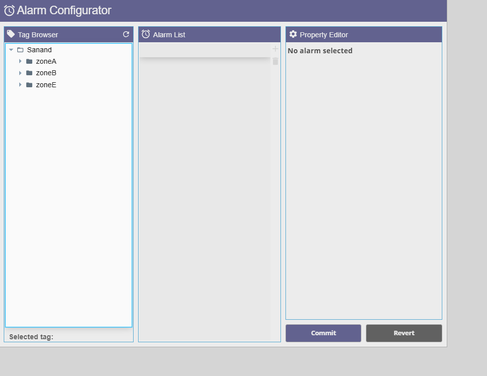 Alarm Configurator
Tag Browser
Sanand
zoneA
zoneB
zoneE
Selected tag:
Alarm List
+
Property Editor
No alarm selected
Commit
Revert